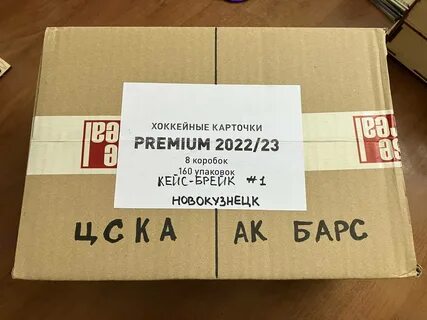 ХОККЕЙНЫЕ КАРТОЧКИ
PREMIUM 2022/23
8 коробок
160 упаковок
КЕЙС-БРЕЙК #1
НОВОКУЗНЕЦК
ЦСКА АК БАРС